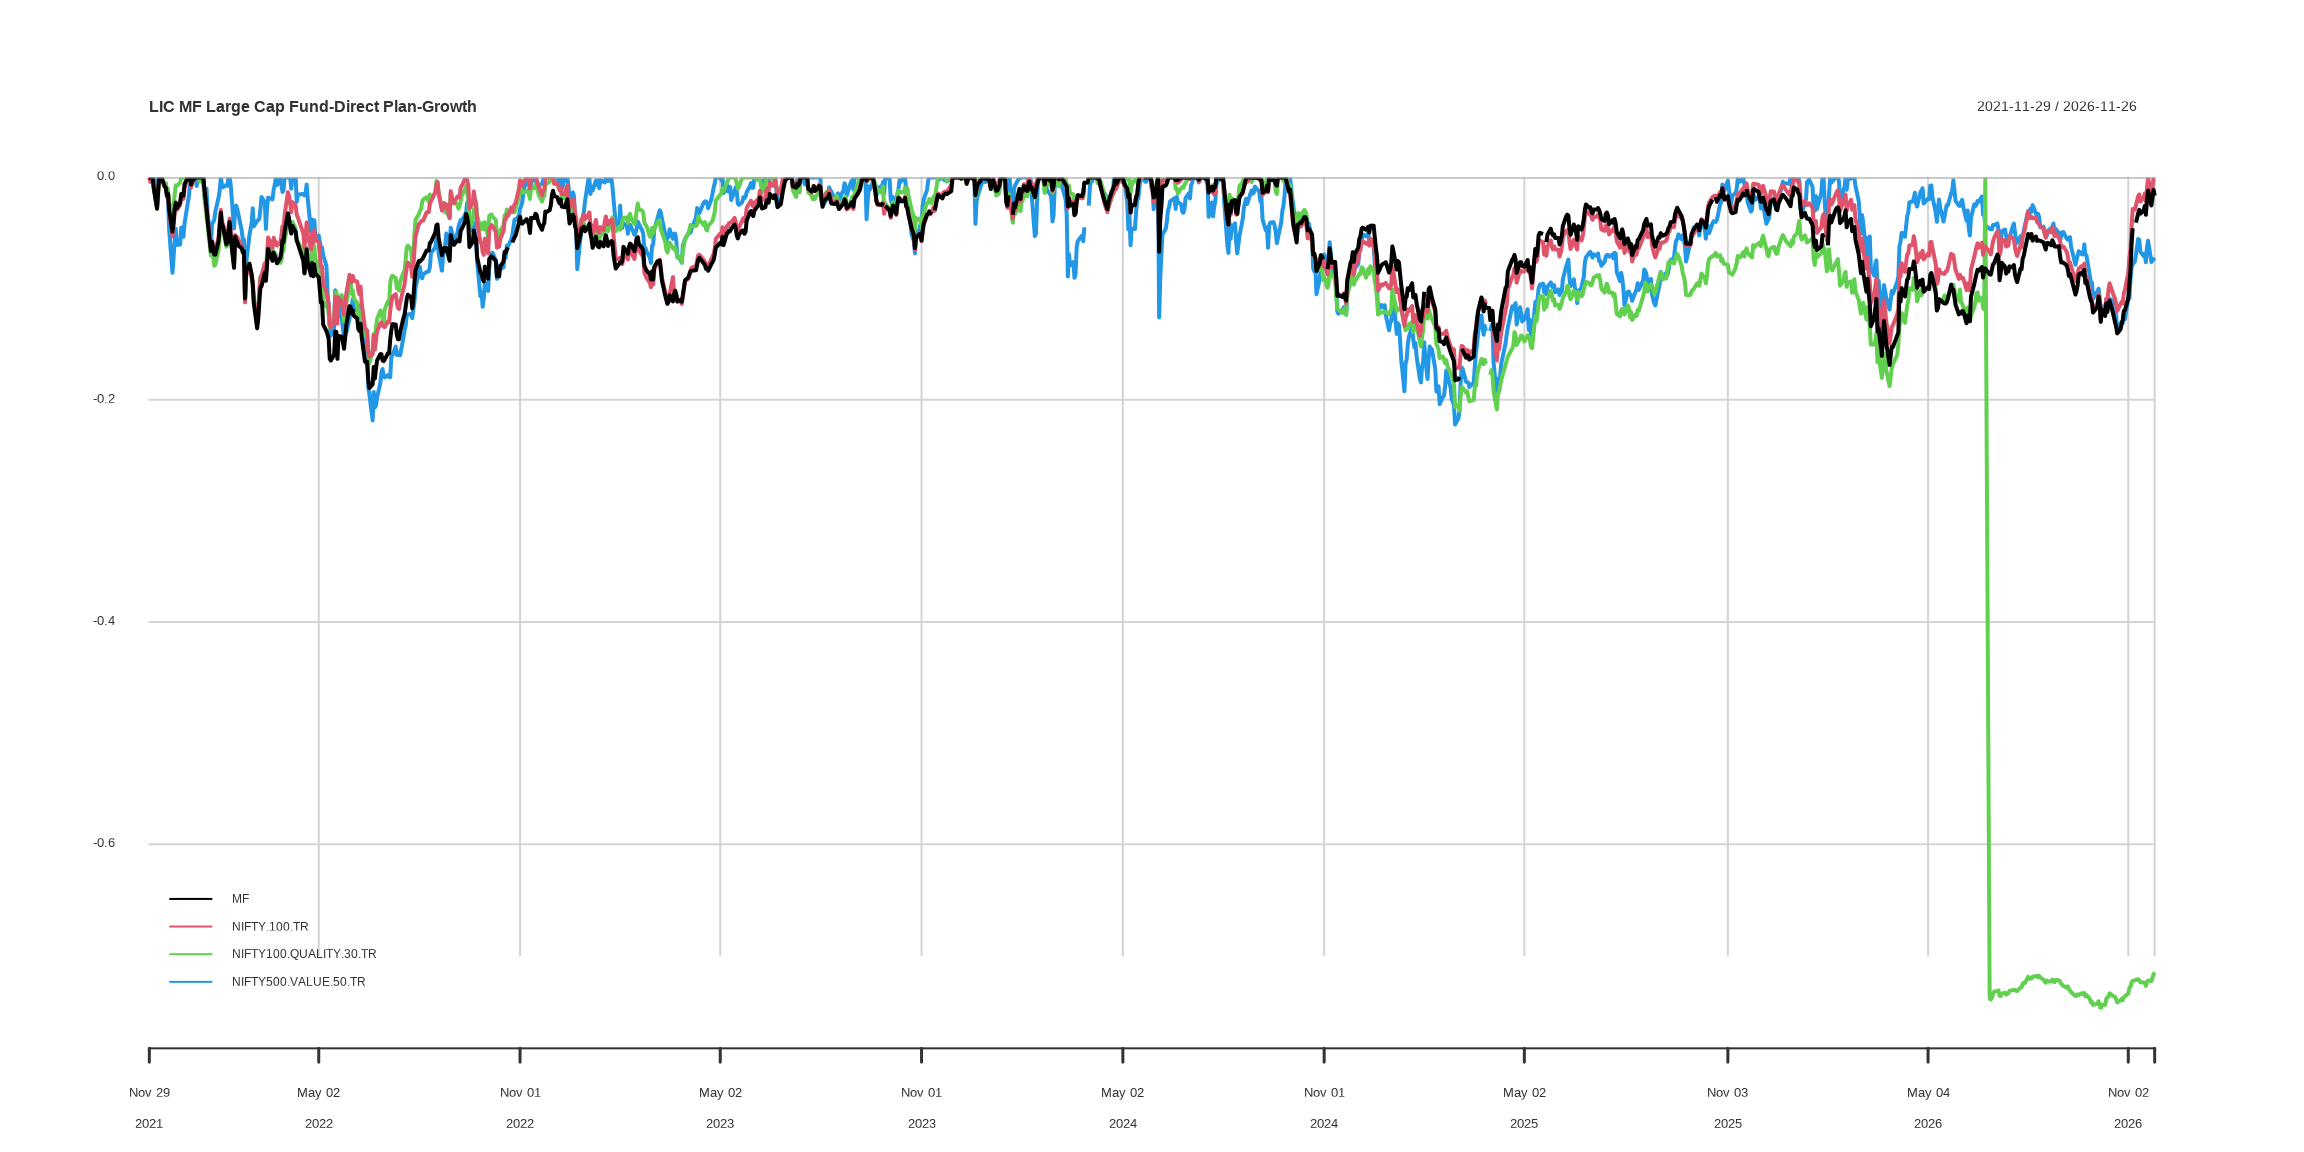 LIC MF Large Cap Fund-Direct Plan-Growth
2021-11-29 / 2026-11-26
0.0
-0.2
-0.4
-0.6
MF
NIFTY.100.TR
NIFTY100.QUALITY.30.TR
NIFTY500.VALUE.50.TR
Nov 29 May 02 Nov 01 May 02 Nov 01 May 02 Nov 01 May 02 Nov 03 May 04 Nov 02
2021 2022 2022 2023 2023 2024 2024 2025 2025 2026 2026